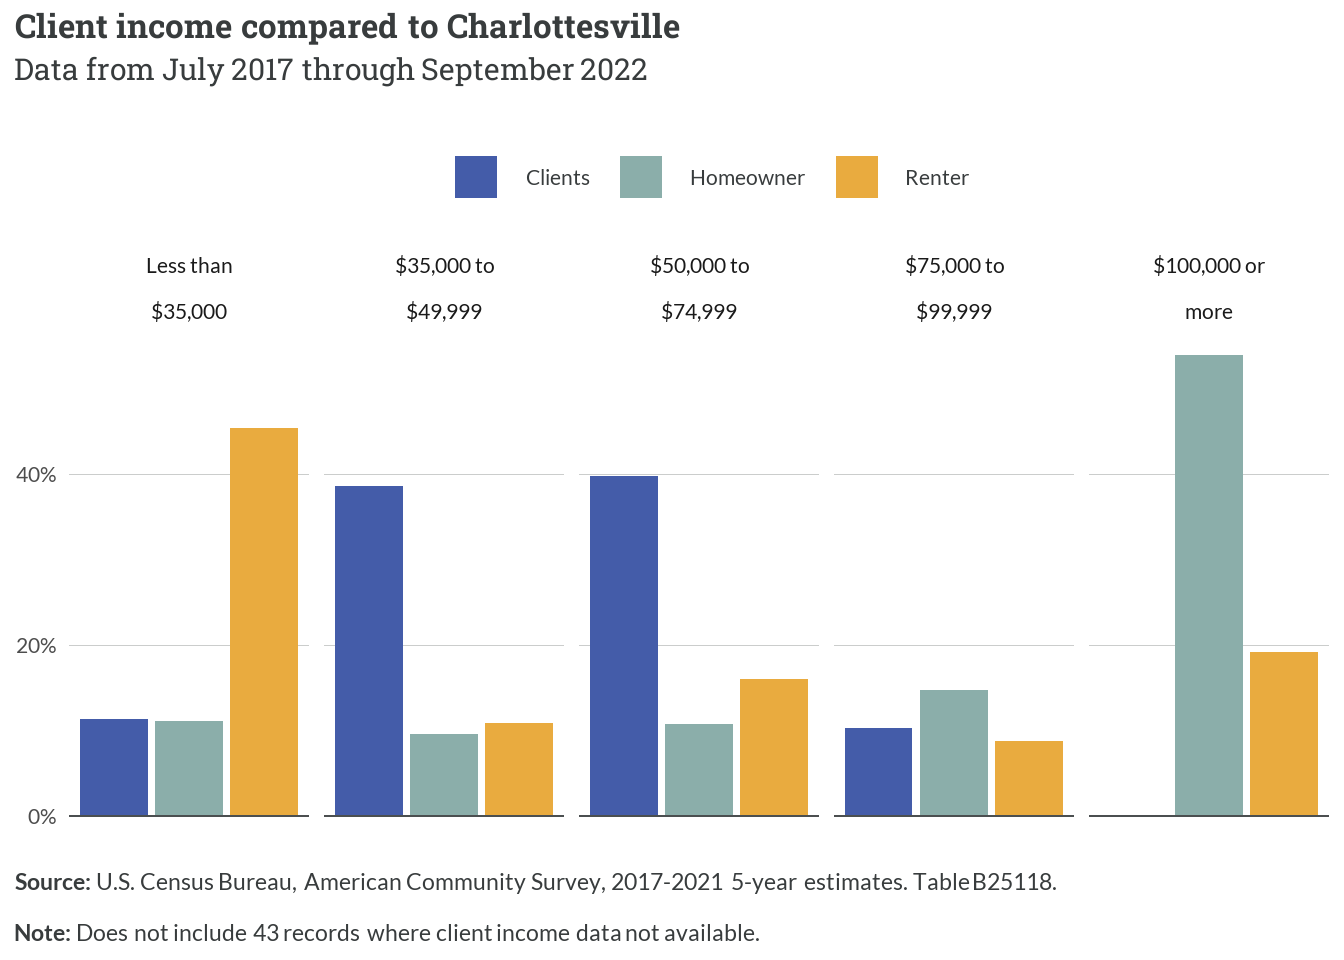 Client income compared to Charlottesville
Data from July 2017 through September 2022
Clients
Homeowner
Renter
Less than
$35,000
$35,000 to
$49,999
$50,000 to
$74,999
$75,000 to
$99,999
$100,000 or
more
40%
20%
0%
Source: U.S. Census Bureau, American Community Survey, 2017-2021 5-year estimates. Table B25118.
Note: Does not include 43 records where client income data not available.